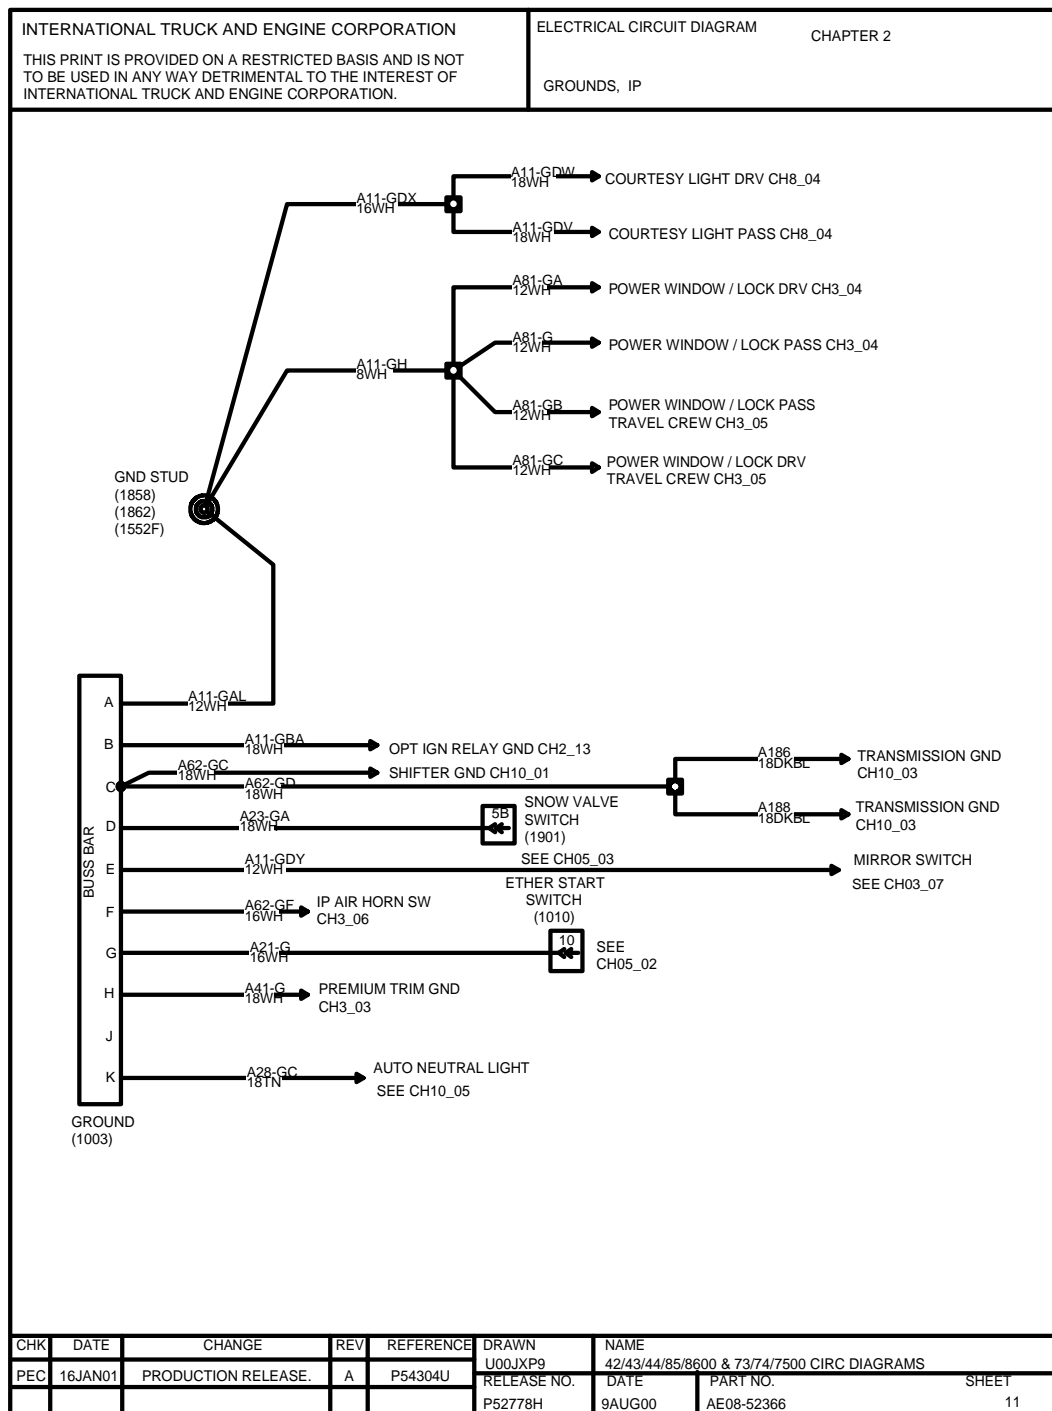 INTERNATIONAL TRUCK AND ENGINE CORPORATION
THIS PRINT IS PROVIDED ON A RESTRICTED BASIS AND IS NOT
TO BE USED IN ANY WAY DETRIMENTAL TO THE INTEREST OF
INTERNATIONAL TRUCK AND ENGINE CORPORATION.
ELECTRICAL CIRCUIT DIAGRAM
CHAPTER 2
GROUNDS, IP
A11-GDX
16WH
A11-GDW
18WH
COURTESY LIGHT DRV CH8_04
A11-GDV
18WH
COURTESY LIGHT PASS CH8_04
A81-GA
12WH
POWER WINDOW / LOCK DRV CH3_04
A81-G
12WH
POWER WINDOW / LOCK PASS CH3_04
A11-GH
8WH
A81-GB
12WH
POWER WINDOW / LOCK PASS
TRAVEL CREW CH3_05
A81-GC
12WH
POWER WINDOW / LOCK DRV
TRAVEL CREW CH3_05
GND STUD
(1858)
(1862)
(1552F)
BUSS BAR
A
A11-GAL
12WH
B
A11-GBA
18WH
OPT IGN RELAY GND CH2_13
A62-GC
18WH
SHIFTER GND CH10_01
C
A62-GD
18WH
A186
18DKBL
TRANSMISSION GND
CH10_03
A188
18DKBL
TRANSMISSION GND
CH10_03
D
A23-GA
18WH
5B
SNOW VALVE
SWITCH
(1901)
SEE CH05_03
E
A11-GDY
12WH
MIRROR SWITCH
SEE CH03_07
F
A62-GF
16WH
IP AIR HORN SW
CH3_06
ETHER START
SWITCH
(1010)
G
A21-G
16WH
10
SEE
CH05_02
H
A41-G
18WH
PREMIUM TRIM GND
CH3_03
J
K
A28-GC
18TN
AUTO NEUTRAL LIGHT
SEE CH10_05
GROUND
(1003)
CHK DATE CHANGE REV REFERENCE
PEC 16JAN01 PRODUCTION RELEASE. A P54304U
DRAWN
U00JXP9
NAME
42/43/44/85/8600 & 73/74/7500 CIRC DIAGRAMS
RELEASE NO. DATE PART NO. SHEET
P52778H 9AUG00 AE08-52366 11